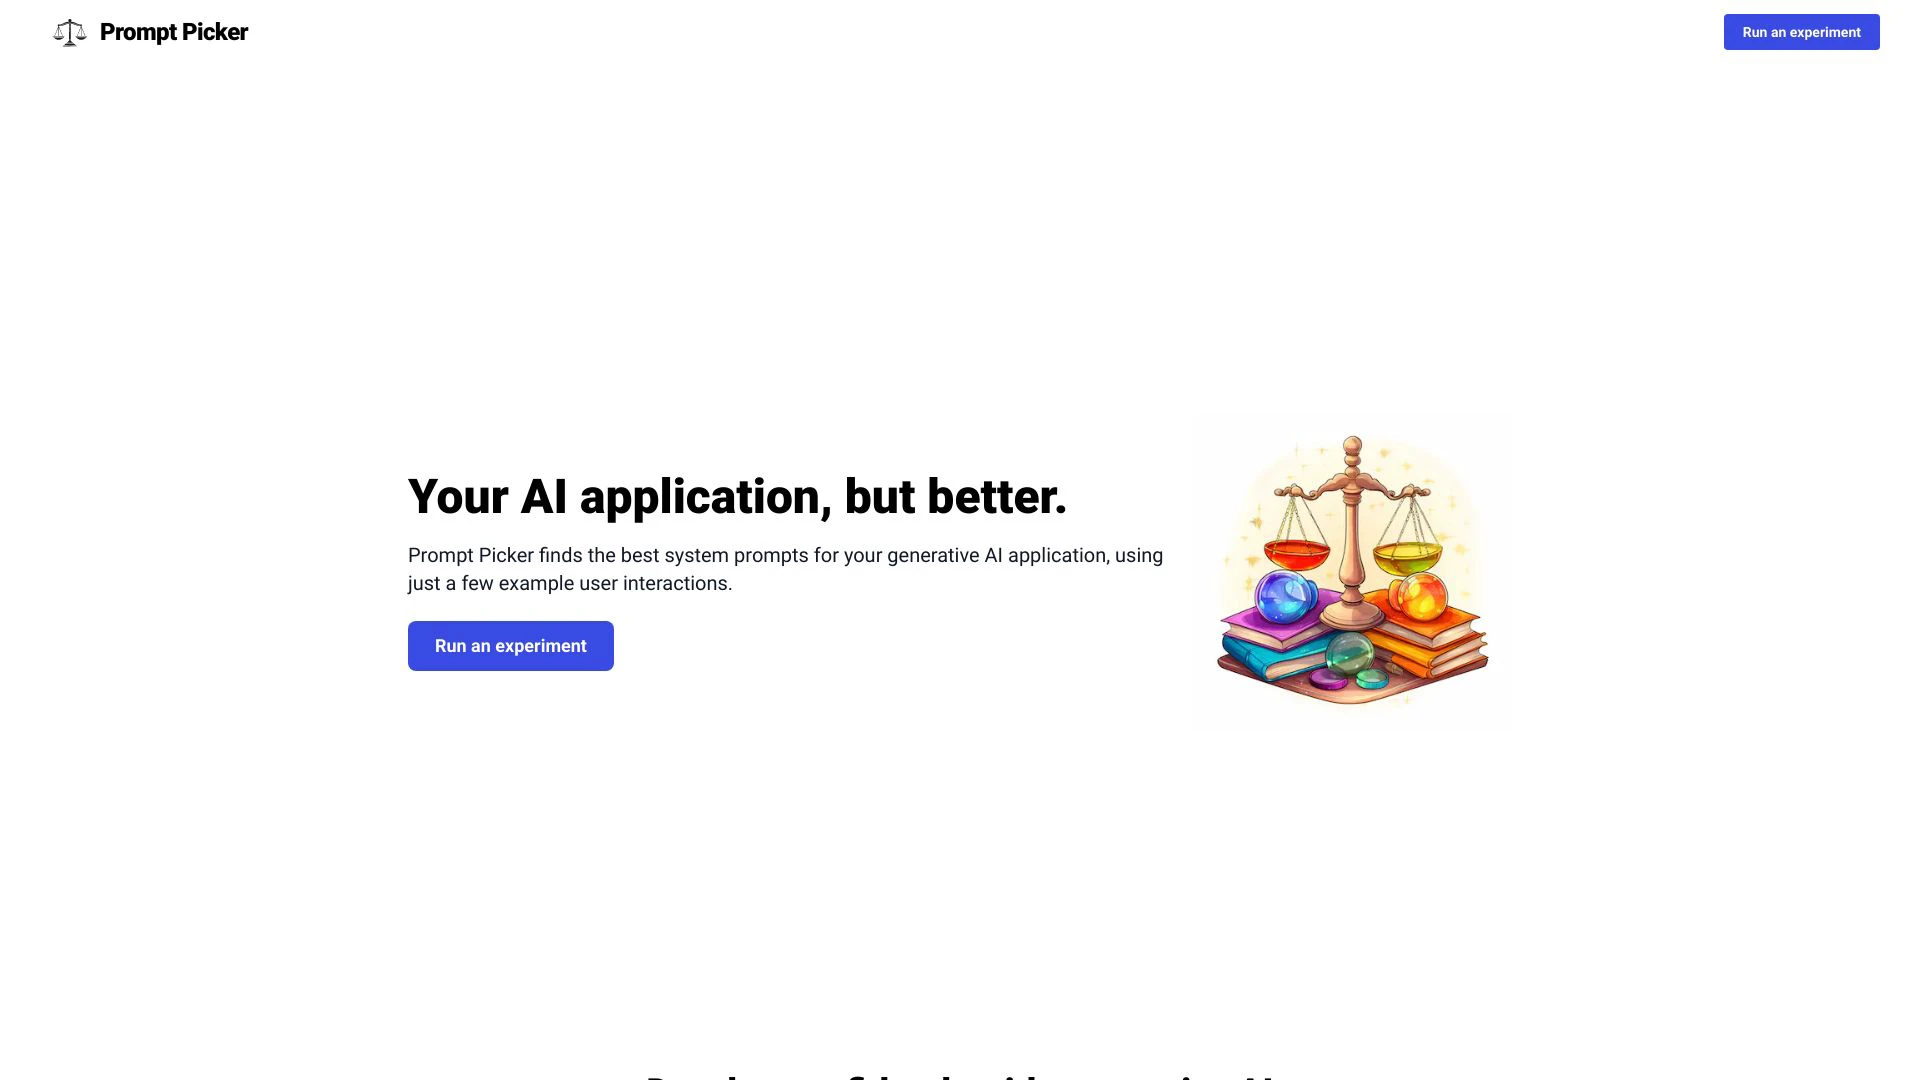 Prompt Picker
Run an experiment
Your AI application, but better.
Prompt Picker finds the best system prompts for your generative AI application, using
just a few example user interactions.
Run an experiment